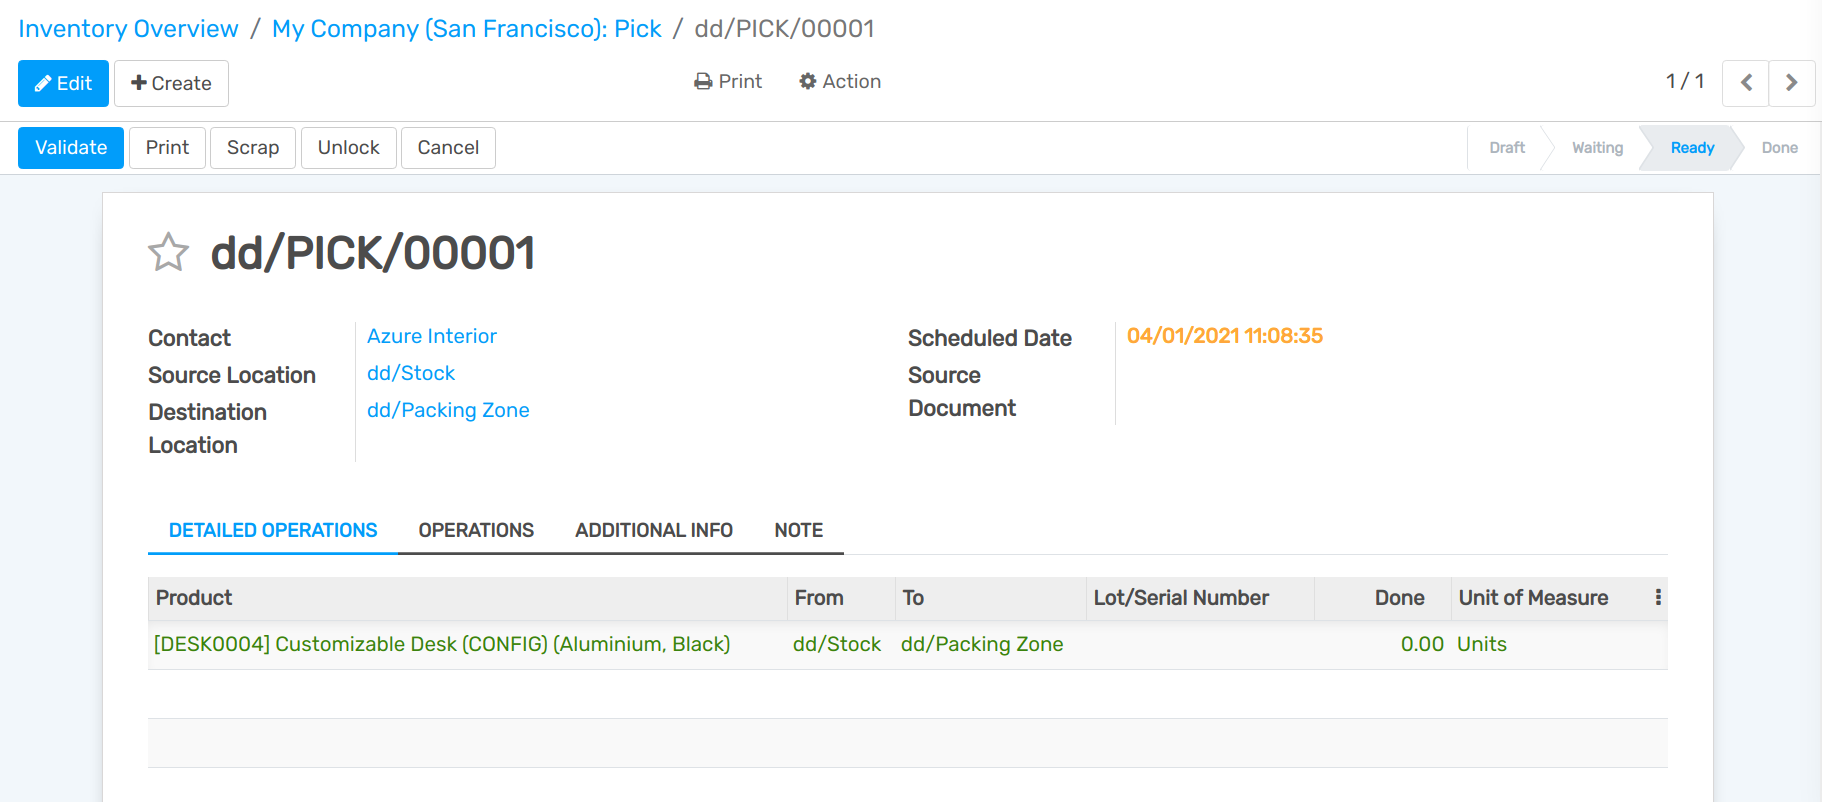 Inventory Overview / My Company (San Francisco): Pick / dd/PICK/00001
Edit Create Print Action 1 / 1
Validate Print Scrap Unlock Cancel Draft Waiting Ready Done
dd/PICK/00001
Contact Azure Interior
Source Location dd/Stock
Destination Location dd/Packing Zone
Scheduled Date 04/01/2021 11:08:35
Source
Document
DETAILED OPERATIONS OPERATIONS ADDITIONAL INFO NOTE
Product From To Lot/Serial Number Done Unit of Measure
[DESK0004] Customizable Desk (CONFIG) (Aluminium, Black) dd/Stock dd/Packing Zone 0.00 Units